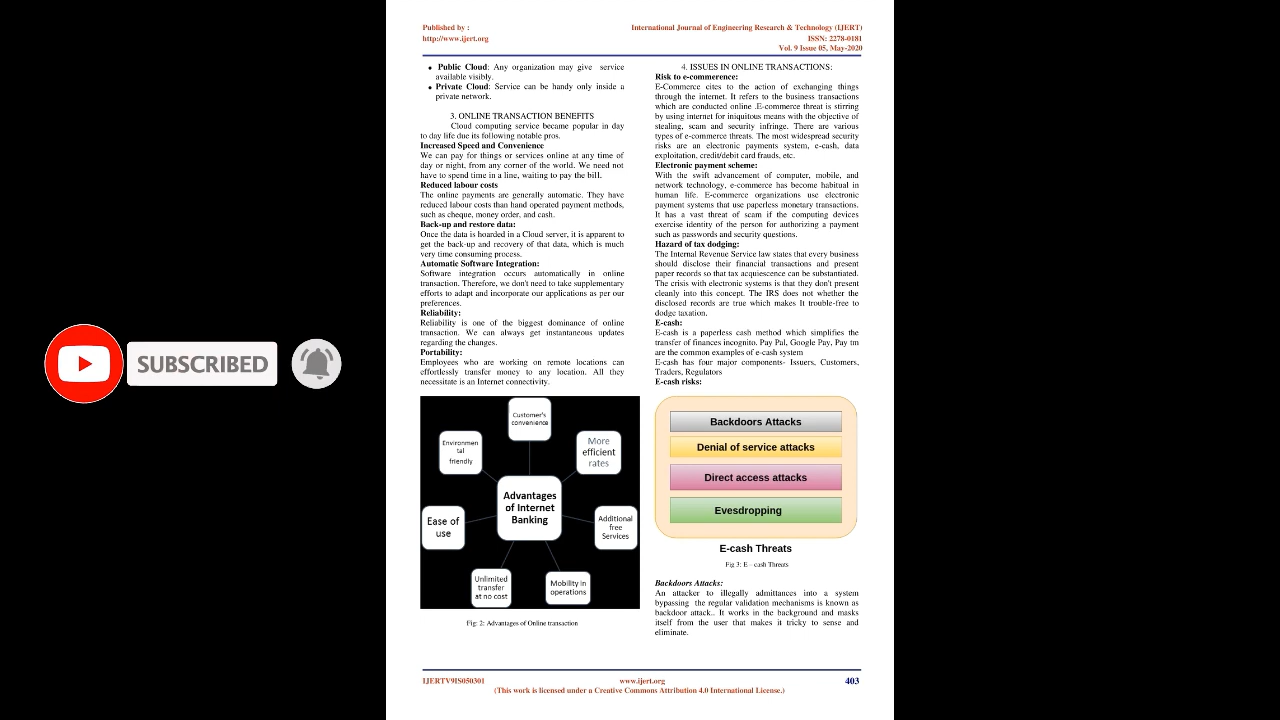 Published by :
http://www.ijert.org
International Journal of Engineering Research & Technology (IJERT)
ISSN: 2278-0181
Vol. 9 Issue 05, May-2020
• Public Cloud: Any organization may give service
available visibly.
• Private Cloud: Service can be handy only inside a
private network.
3. ONLINE TRANSACTION BENEFITS
Cloud computing service became popular in day
to day life due its following notable pros.
Increased Speed and Convenience
We can pay for things or services online at any time of
day or night, from any corner of the world. We need not
have to spend time in a line, waiting to pay the bill.
Reduced labour costs
The online payments are generally automatic. They have
reduced labour costs than hand operated payment methods,
such as cheque, money order, and cash.
Back-up and restore data:
Once the data is hoarded in a Cloud server, it is apparent to
get the back-up and recovery of that data, which is much
very time consuming process.
Automatic Software Integration:
Software integration occurs automatically in online
transaction. Therefore, we don't need to take supplementary
efforts to adapt and incorporate our applications as per our
preferences.
Reliability:
Reliability is one of the biggest dominance of online
transaction. We can always get instantaneous updates
regarding the changes.
Portability:
Employees who are working on remote locations can
effortlessly transfer money to any location. All they
necessitate is an Internet connectivity.
Customer's
convenience
Environmen
tal
friendly
More
efficient
rates
Advantages
of Internet
Banking
Ease of
use
Additional
free
Services
Unlimited
transfer
at no cost
Mobility in
operations
Fig: 2: Advantages of Online transaction
4. ISSUES IN ONLINE TRANSACTIONS:
Risk to e-commerence:
E-Commerce cites to the action of exchanging things
through the internet. It refers to the business transactions
which are conducted online .E-commerce threat is stirring
by using internet for iniquitous means with the objective of
stealing, scam and security infringe. There are various
types of e-commerce threats. The most widespread security
risks are an electronic payments system, e-cash, data
exploitation, credit/debit card frauds, etc.
Electronic payment scheme:
With the swift advancement of computer, mobile, and
network technology, e-commerce has become habitual in
human life. E-commerce organizations use electronic
payment systems that use paperless monetary transactions.
It has a vast threat of scam if the computing devices
exercise identity of the person for authorizing a payment
such as passwords and security questions.
Hazard of tax dodging:
The Internal Revenue Service law states that every business
should disclose their financial transactions and present
paper records so that tax acquiescence can be substantiated.
The crisis with electronic systems is that they don't present
cleanly into this concept. The IRS does not whether the
disclosed records are true which makes It trouble-free to
dodge taxation.
E-cash:
E-cash is a paperless cash method which simplifies the
transfer of finances incognito. Pay Pal, Google Pay, Pay tm
are the common examples of e-cash system
E-cash has four major components- Issuers, Customers,
Traders, Regulators
E-cash risks:
Backdoors Attacks
Denial of service attacks
Direct access attacks
Evesdropping
E-cash Threats
Fig 3: E – cash Threats
Backdoors Attacks:
An attacker to illegally admittances into a system
bypassing the regular validation mechanisms is known as
backdoor attack.. It works in the background and masks
itself from the user that makes it tricky to sense and
eliminate.
IJERTV9IS050301
www.ijert.org
403
(This work is licensed under a Creative Commons Attribution 4.0 International License.)
SUBSCRIBED